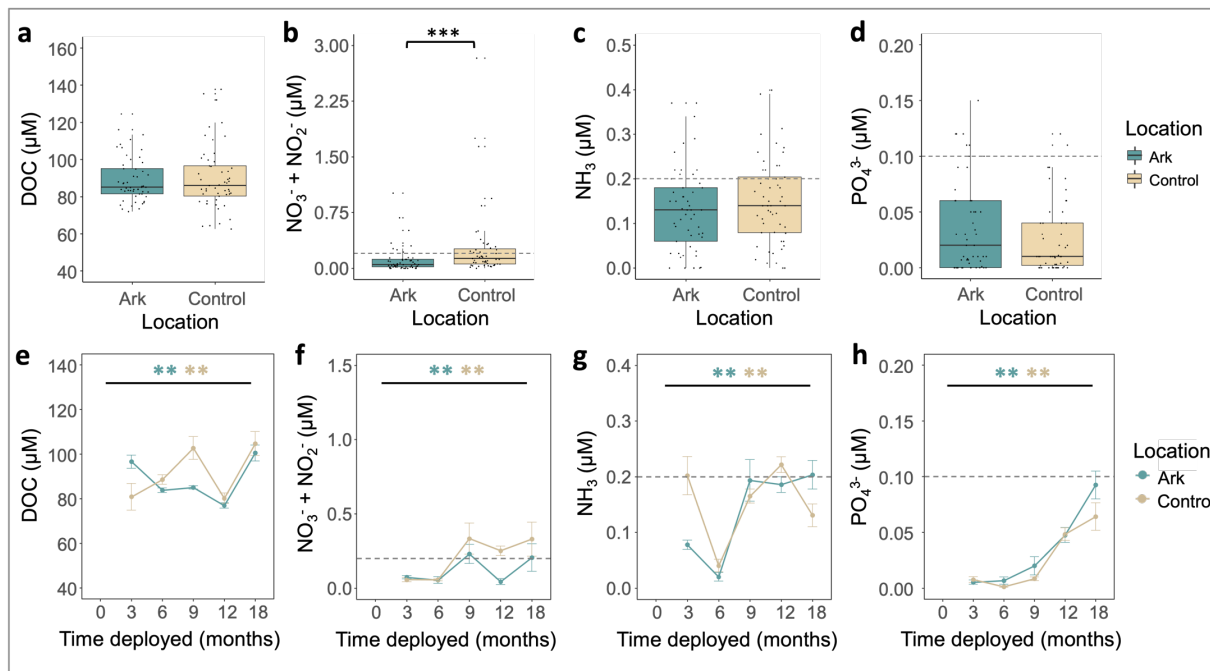 a
160
140
120
100
80
60
40
DOC (µM)
Ark
Control
Location
b
***
3.00
2.25
1.50
0.75
0.00
NO₃⁻ + NO₂⁻ (µM)
Ark
Control
Location
c
0.5
0.4
0.3
0.2
0.1
0.0
NH₃ (µM)
Ark
Control
Location
d
0.20
0.15
0.10
0.05
0.00
PO₄³⁻ (µM)
Ark
Control
Location
Location
Ark
Control
e
** **
140
120
100
80
60
40
DOC (µM)
0 3 6 9 12 18
Time deployed (months)
f
** **
1.5
1.0
0.5
0.0
NO₃⁻ + NO₂⁻ (µM)
0 3 6 9 12 18
Time deployed (months)
g
** **
0.4
0.3
0.2
0.1
0.0
NH₃ (µM)
0 3 6 9 12 18
Time deployed (months)
h
** **
0.20
0.15
0.10
0.05
0.00
PO₄³⁻ (µM)
0 3 6 9 12 18
Time deployed (months)
Location
Ark
Contro